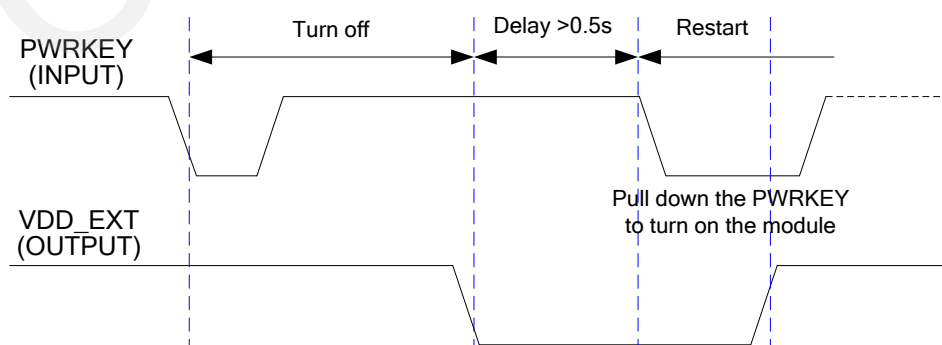 Turn off
Delay >0.5s
Restart
PWRKEY
(INPUT)
Pull down the PWRKEY
to turn on the module
VDD_EXT
(OUTPUT)